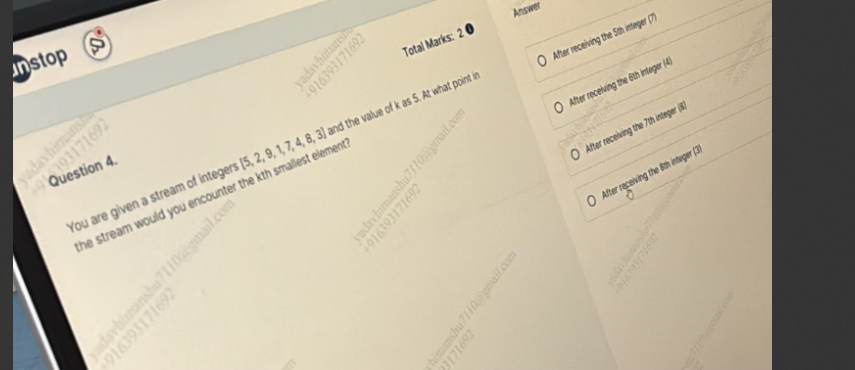 unstop
Total Marks: 2
Question 4.
You are given a stream of integers [5, 2, 9, 1, 7, 4, 8, 3] and the value of k as 5. At what point in
the stream would you encounter the kth smallest element?
Answer
After receiving the 5th integer (7)
After receiving the 6th integer (4)
After receiving the 7th integer (8)
After receiving the 8th integer (3)
yadavhimanshu7110@gmail.com
+916393171692